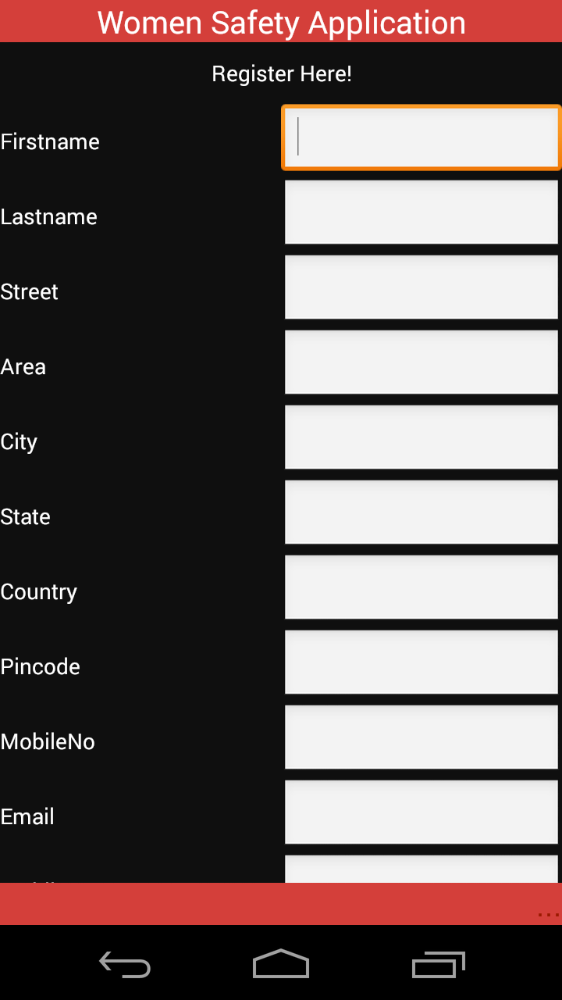 Women Safety Application
Register Here!
Firstname
Lastname
Street
Area
City
State
Country
Pincode
MobileNo
Email
...